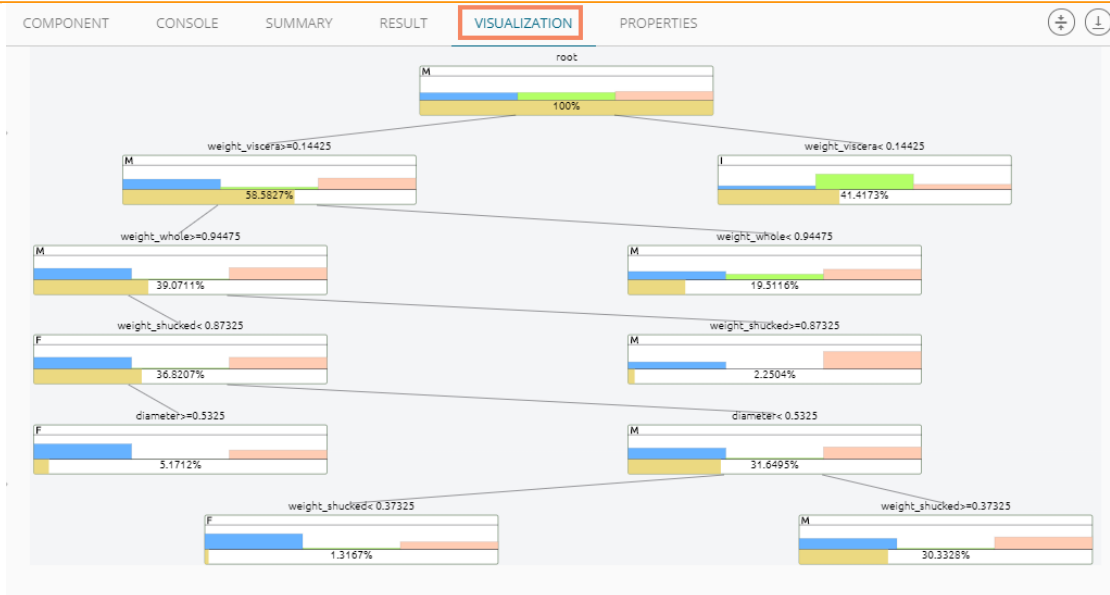 COMPONENT CONSOLE SUMMARY RESULT VISUALIZATION PROPERTIES
root
M
100%
weight_viscera>=0.14425 weight_viscera< 0.14425
M I
58.5827% 41.4173%
weight_whole>=0.94475 weight_whole< 0.94475
M M
39.0711% 19.5116%
weight_shucked< 0.87325 weight_shucked>=0.87325
F M
36.8207% 2.2504%
diameter>=0.5325 diameter< 0.5325
F M
5.1712% 31.6495%
weight_shucked< 0.37325 weight_shucked>=0.37325
F M
1.3167% 30.3328%